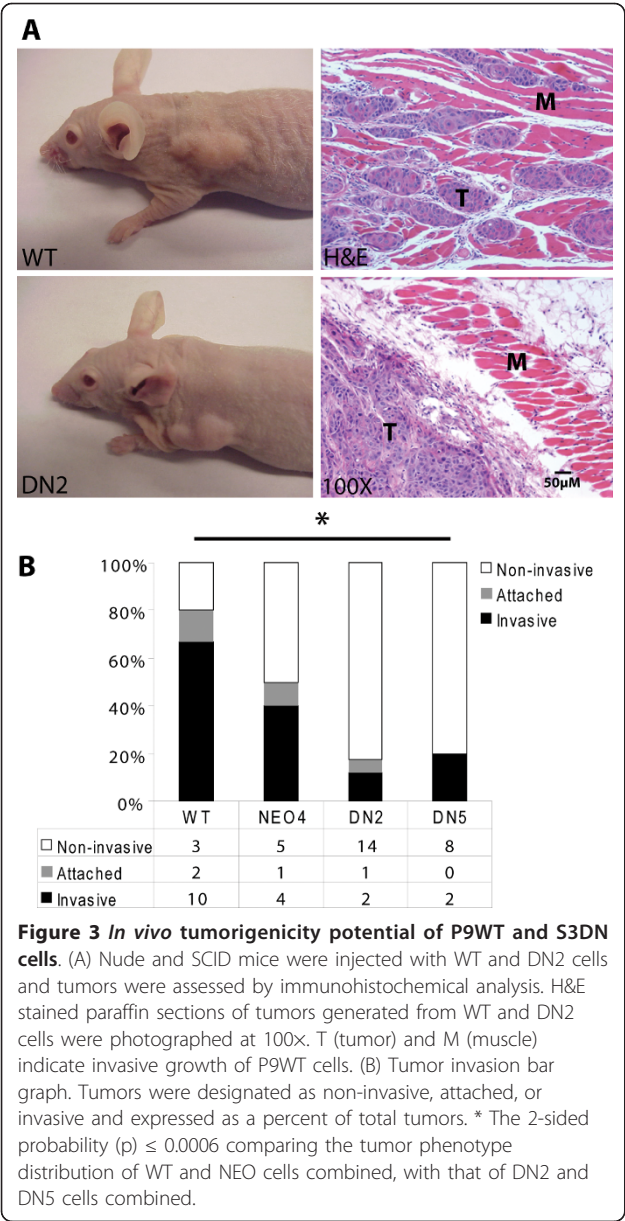 A
WT
H&E
M
T
DN2
100X
M
T
50µM
*
B
100%
80%
60%
40%
20%
0%
Non-invasive
Attached
Invasive
WT NEO4 DN2 DN5
Non-invasive 3 5 14 8
Attached 2 1 1 0
Invasive 10 4 2 2
Figure 3 In vivo tumorigenicity potential of P9WT and S3DN
cells. (A) Nude and SCID mice were injected with WT and DN2 cells
and tumors were assessed by immunohistochemical analysis. H&E
stained paraffin sections of tumors generated from WT and DN2
cells were photographed at 100×. T (tumor) and M (muscle)
indicate invasive growth of P9WT cells. (B) Tumor invasion bar
graph. Tumors were designated as non-invasive, attached, or
invasive and expressed as a percent of total tumors. * The 2-sided
probability (p) ≤ 0.0006 comparing the tumor phenotype
distribution of WT and NEO cells combined, with that of DN2 and
DN5 cells combined.